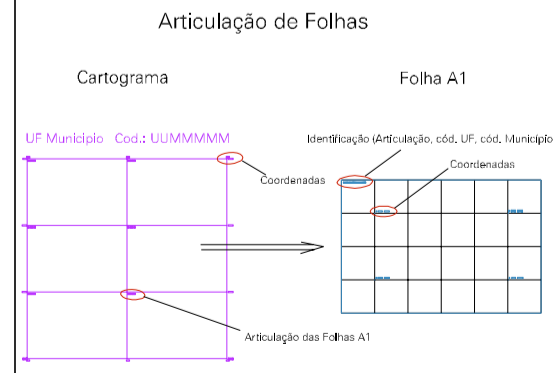 Articulação de Folhas
Cartograma
Folha A1
UF Municipio Cod.: UUMMMMM
Identificação (Articulação, cód. UF, cód. Município
Coordenadas
Coordenadas
Articulação das Folhas A1